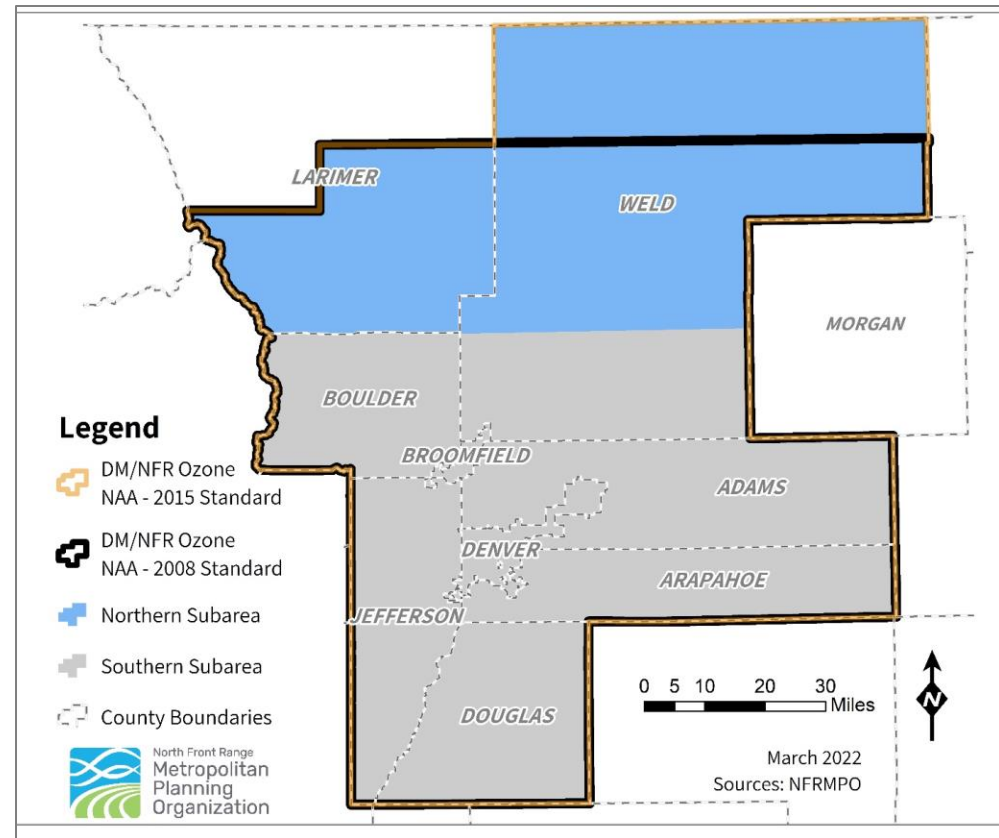 LARIMER
WELD
MORGAN
BOULDER
BROOMFIELD
ADAMS
DENVER
ARAPAHOE
JEFFERSON
DOUGLAS
Legend
DM/NFR Ozone
NAA - 2015 Standard
DM/NFR Ozone
NAA - 2008 Standard
Northern Subarea
Southern Subarea
County Boundaries
North Front Range
Metropolitan
Planning
Organization
0 5 10 20 30
Miles
N
March 2022
Sources: NFRMPO